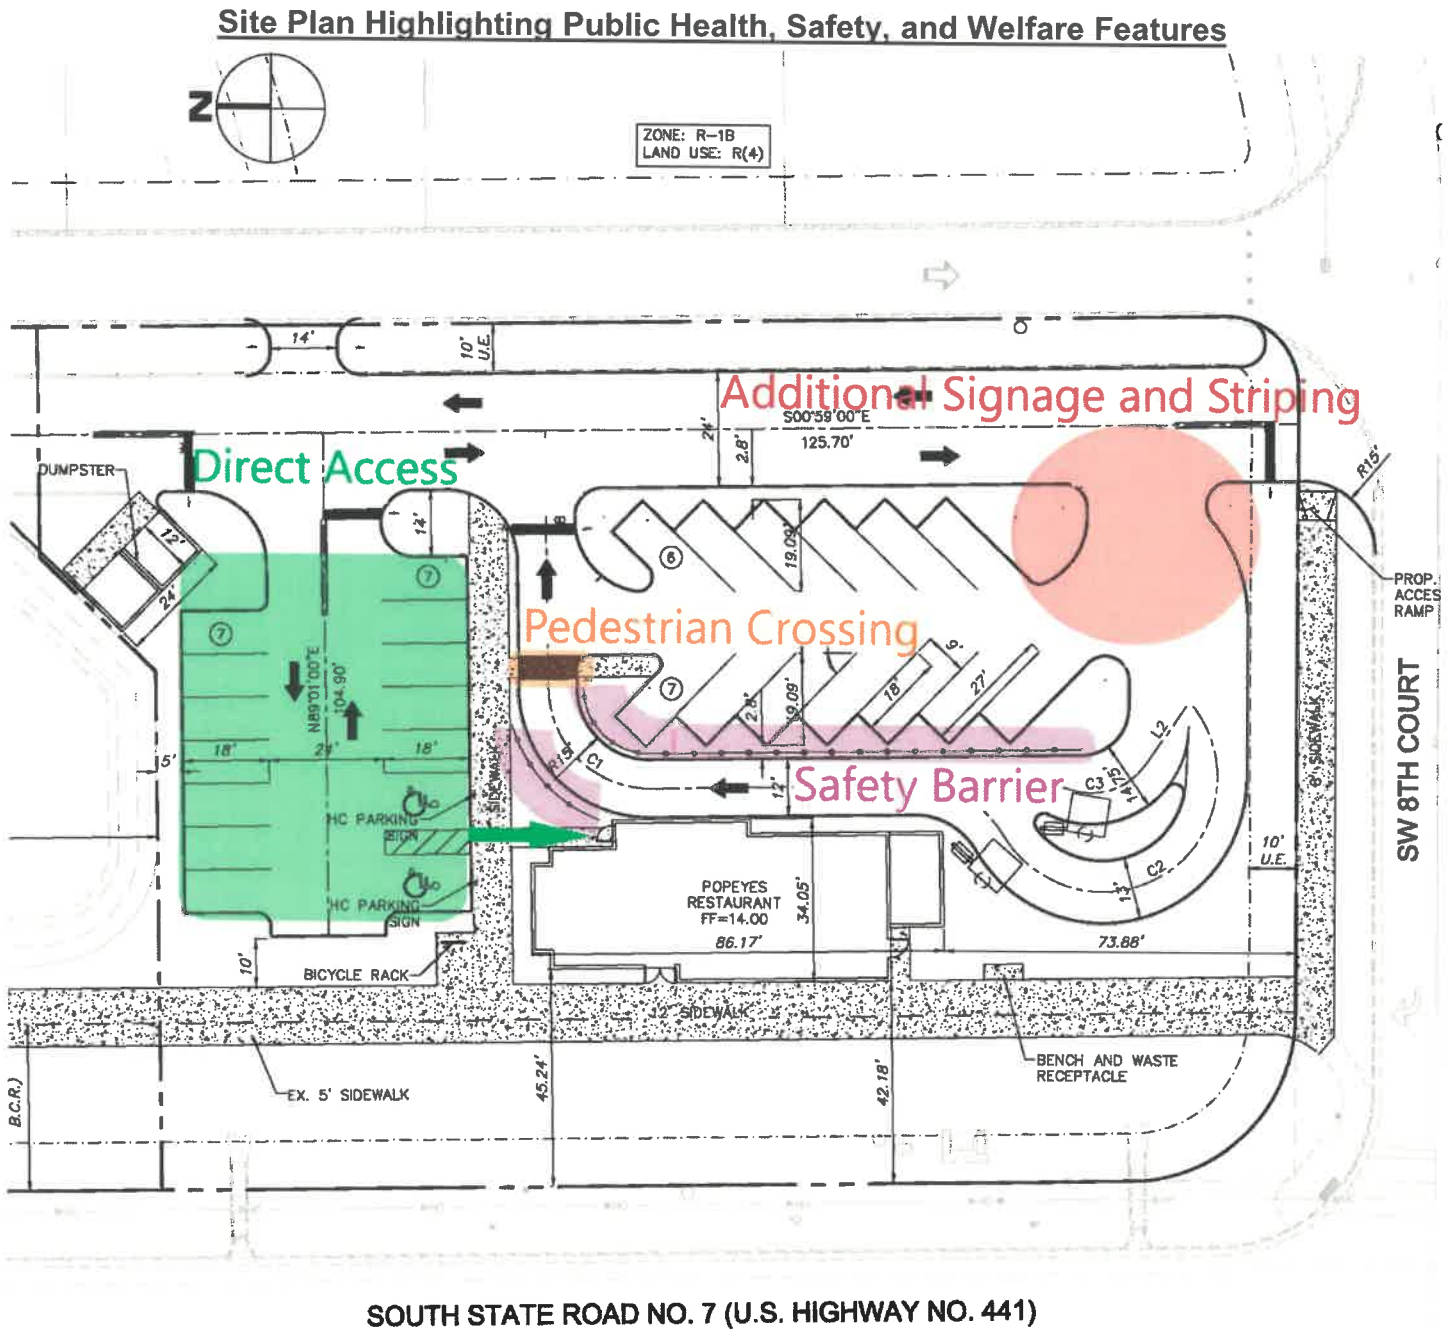 Site Plan Highlighting Public Health, Safety, and Welfare Features
N
ZONE: R-1B
LAND USE: R(4)
14'
10'
U.E.
Additional Signage and Striping
S00°59'00"E
125.70'
24'
2.8'
Direct Access
DUMPSTER
12'
24'
14'
R15'
19.09'
6
7
7
PROP.
ACCES
RAMP
Pedestrian Crossing
N89°01'00"E
104.90'
7
9'
18'
27'
2.8'
19.09'
18'
24'
18'
5'
SIDEWALK
R15'
C1
12'
Safety Barrier
C3
14.75'
L2
SIDEWALK
SW 8TH COURT
HC PARKING
SIGN
HC PARKING
SIGN
POPEYES
RESTAURANT
FF=14.00
34.05'
86.17'
13'
C2
10'
U.E.
73.88'
10'
BICYCLE RACK
12' SIDEWALK
BENCH AND WASTE
RECEPTACLE
EX. 5' SIDEWALK
B.C.R.)
45.24'
42.18'
SOUTH STATE ROAD NO. 7 (U.S. HIGHWAY NO. 441)